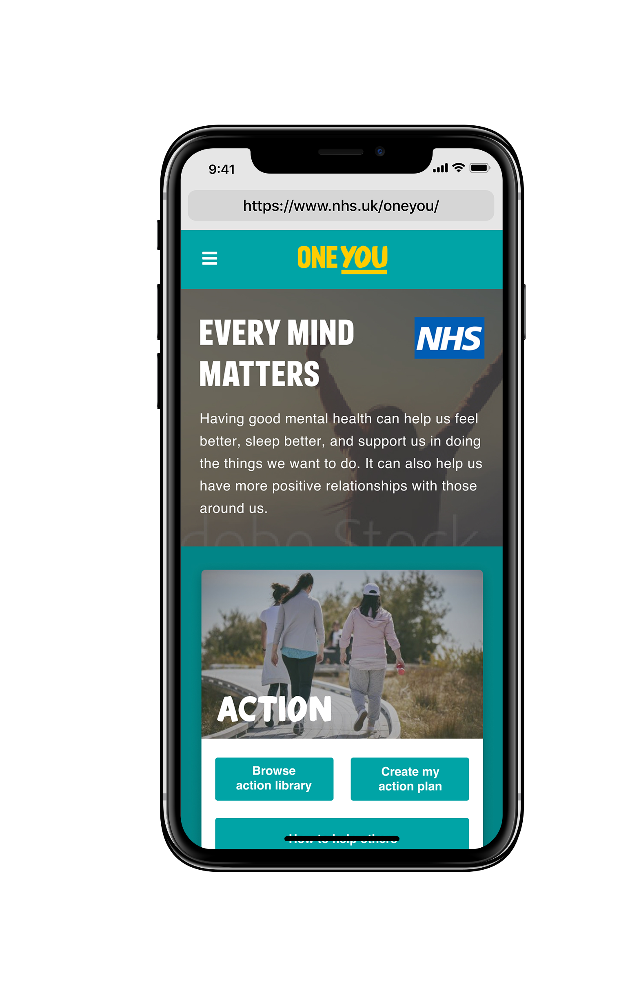 9:41
https://www.nhs.uk/oneyou/
ONE YOU
EVERY MIND
MATTERS
NHS
Having good mental health can help us feel
better, sleep better, and support us in doing
the things we want to do. It can also help us
have more positive relationships with those
around us.
dobe Stock
ACTION
Browse
action library
Create my
action plan
How to help others